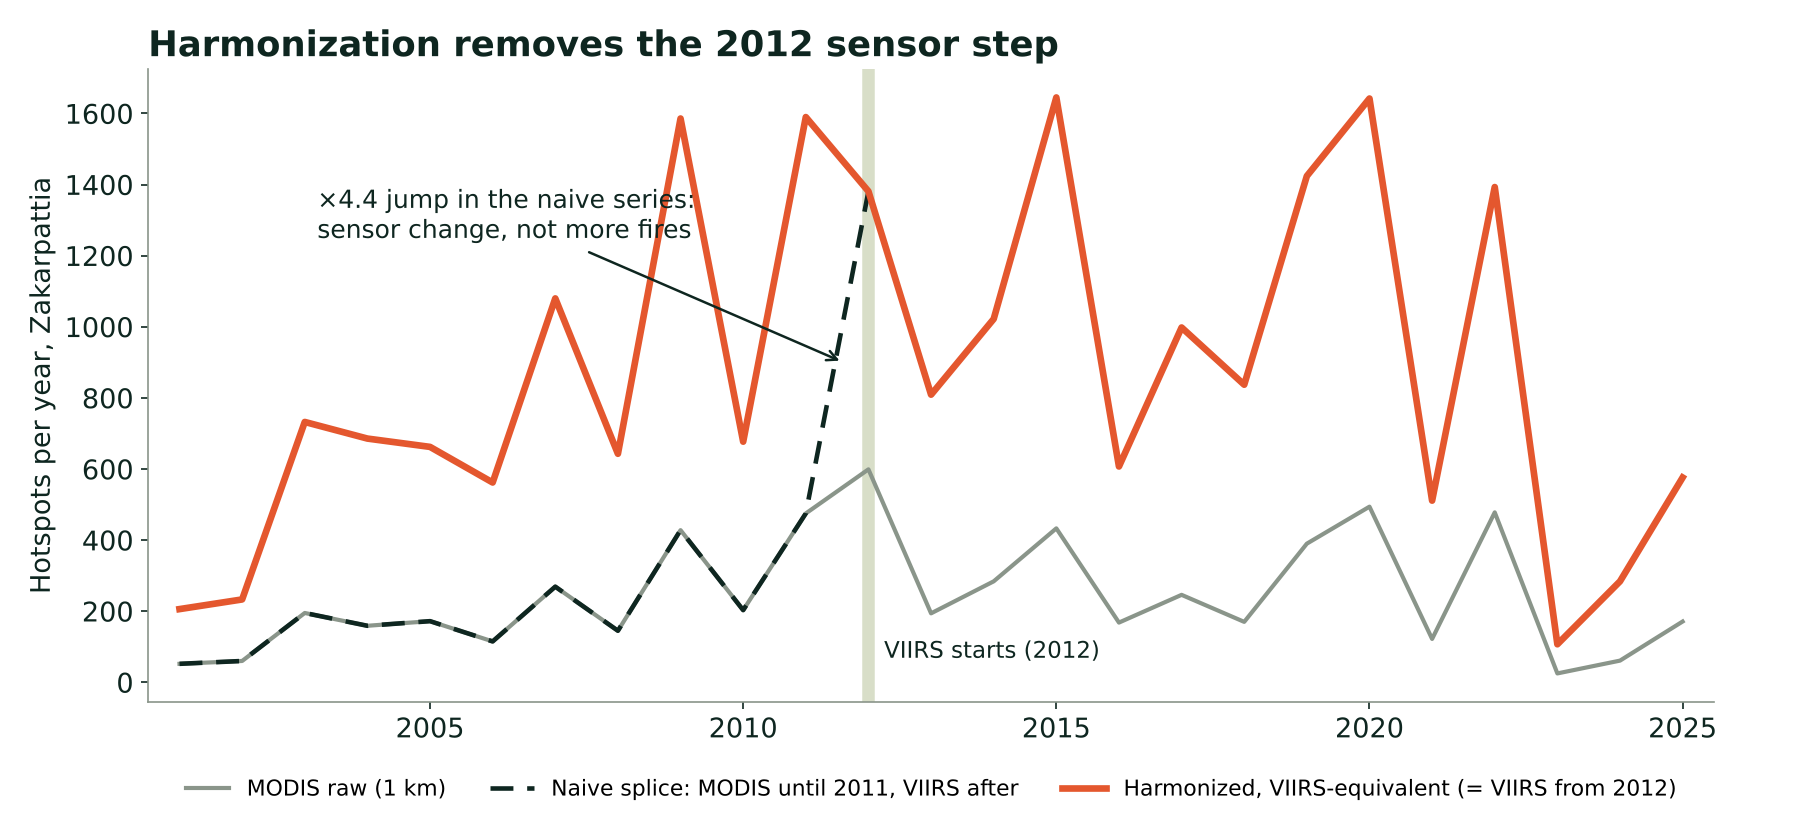 Harmonization removes the 2012 sensor step
Hotspots per year, Zakarpattia
1600
1400
1200
1000
800
600
400
200
0
×4.4 jump in the naive series:
sensor change, not more fires
VIIRS starts (2012)
2005
2010
2015
2020
2025
MODIS raw (1 km)
Naive splice: MODIS until 2011, VIIRS after
Harmonized, VIIRS-equivalent (= VIIRS from 2012)